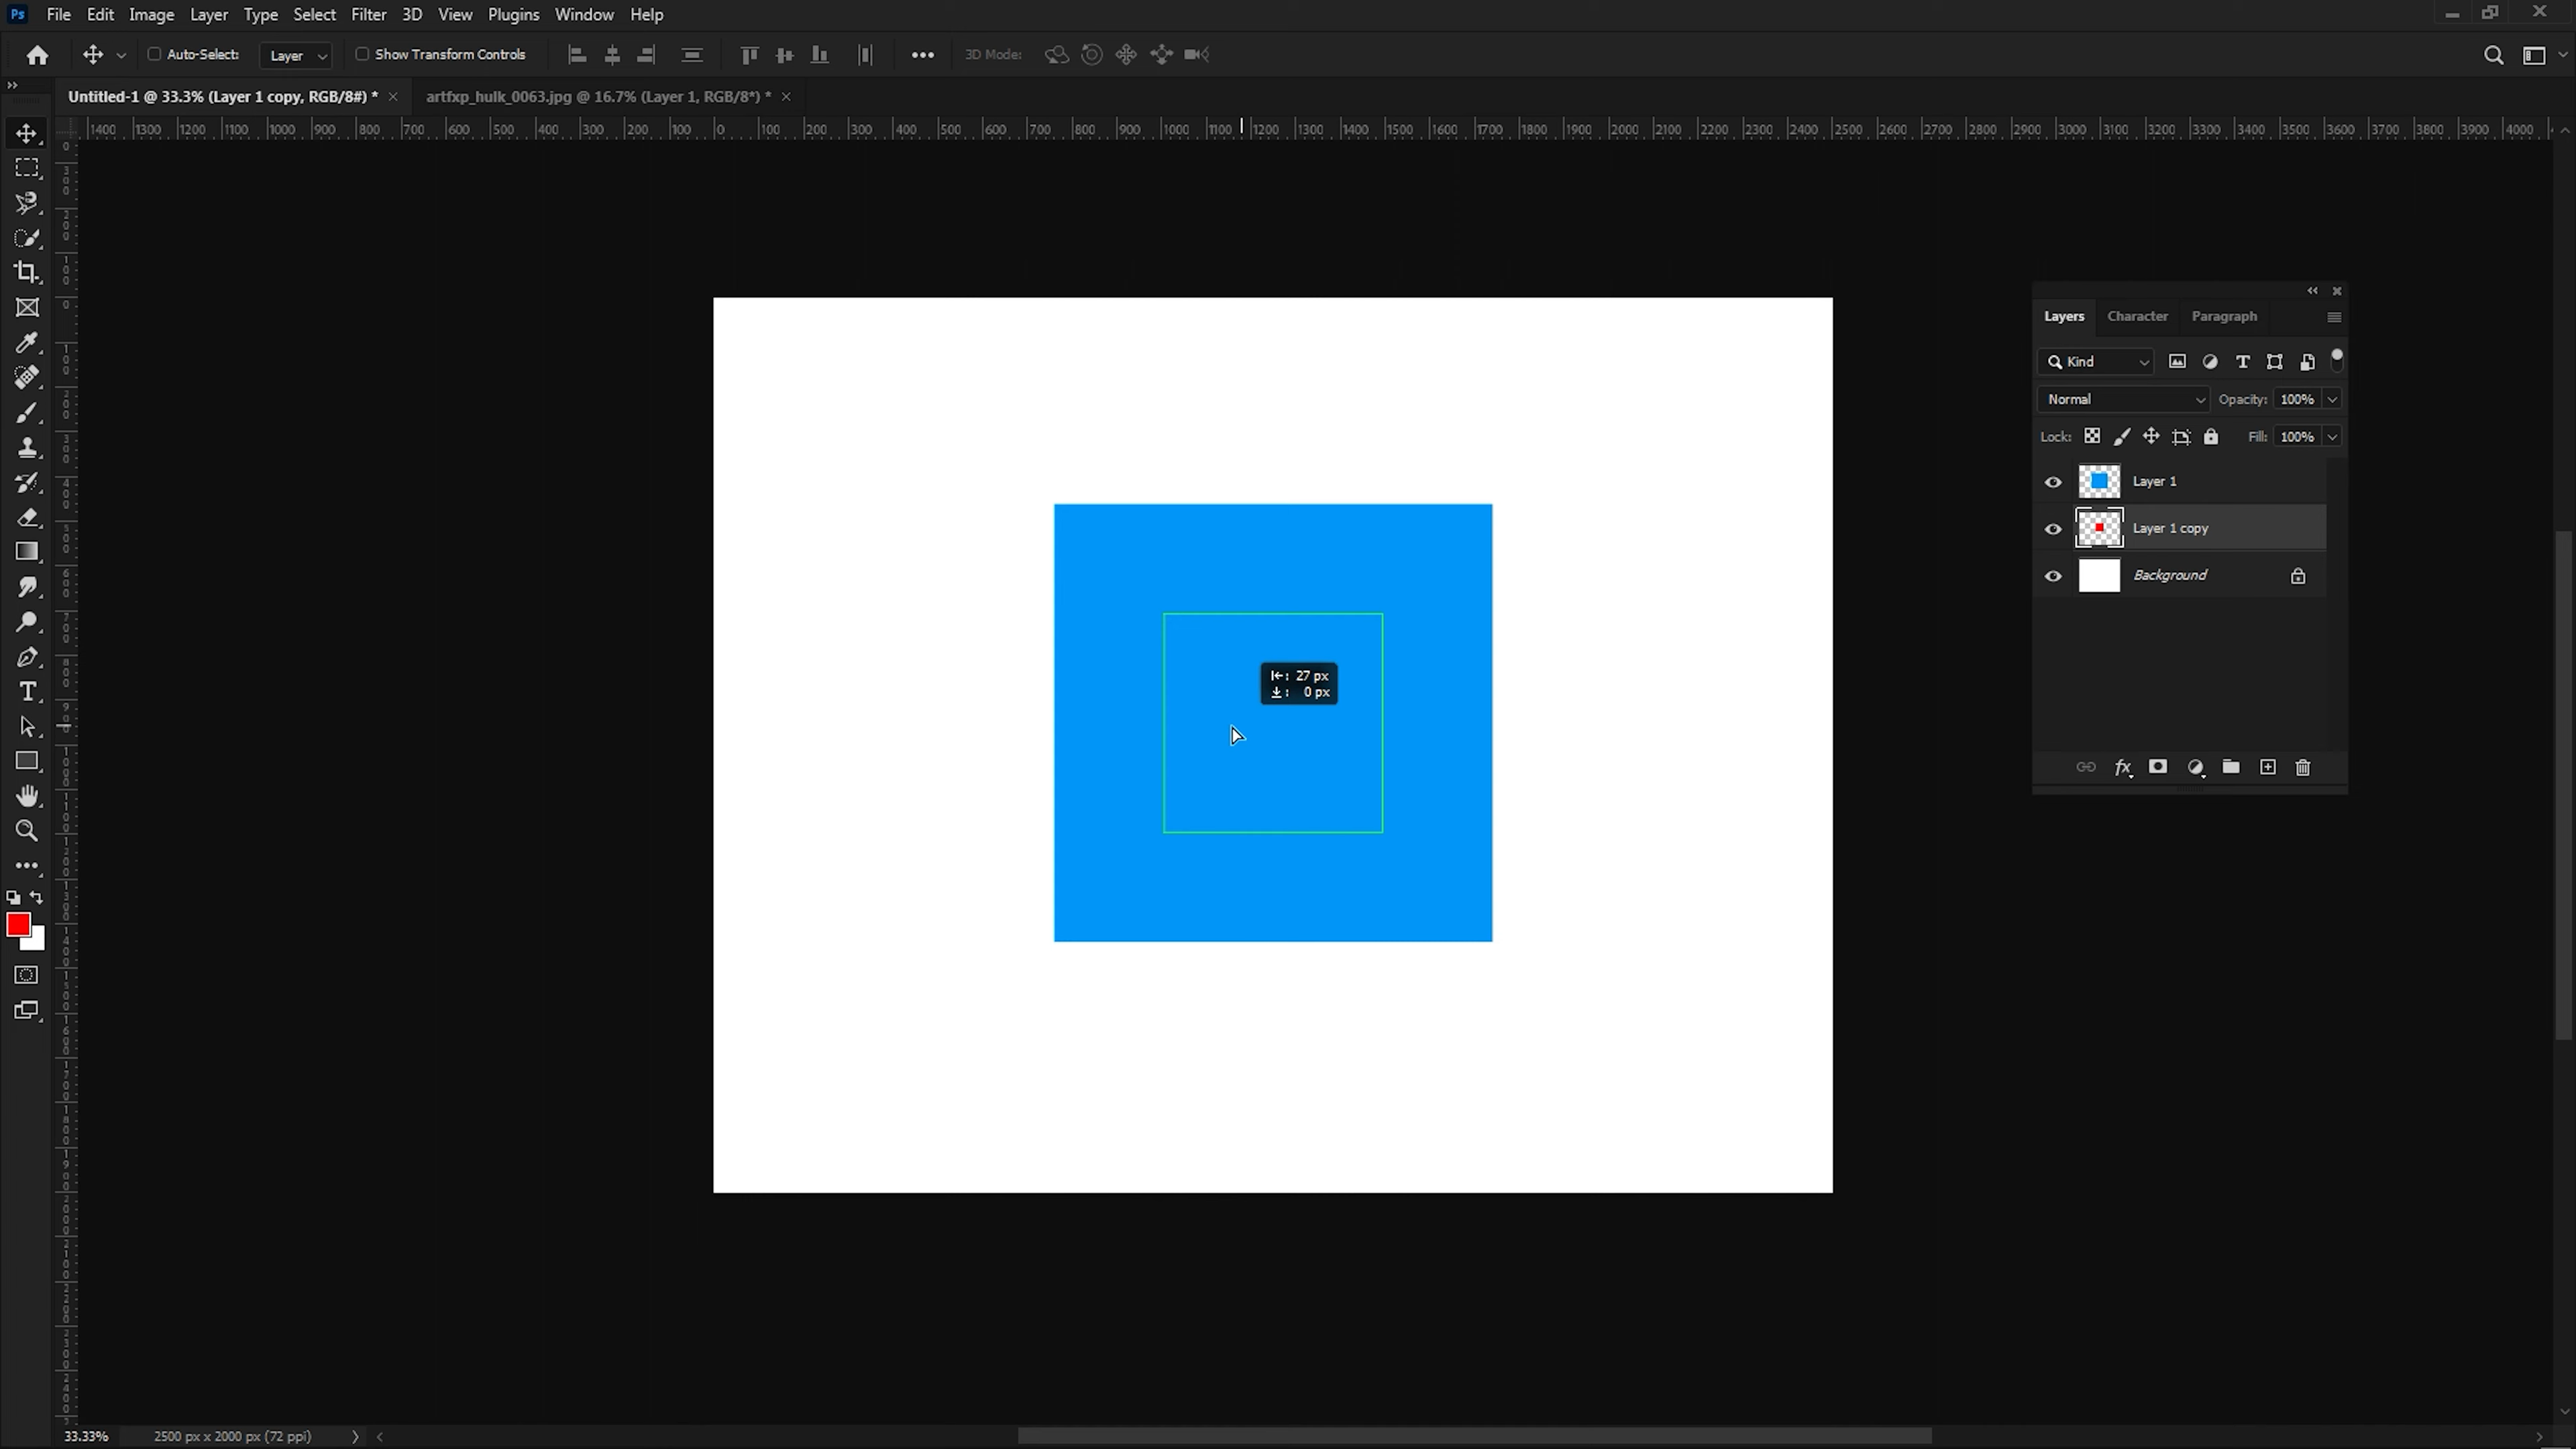 Ps File Edit Image Layer Type Select Filter 3D View Plugins Window Help
Auto-Select: Layer Show Transform Controls 3D Mode:
Untitled-1 @ 33.3% (Layer 1 copy, RGB/8#) * × artfxp_hulk_0063.jpg @ 16.7% (Layer 1, RGB/8*) * ×
1400 1300 1200 1100 1000 900 800 700 600 500 400 300 200 100 0 100 200 300 400 500 600 700 800 900 1000 1100 1200 1300 1400 1500 1600 1700 1800 1900 2000 2100 2200 2300 2400 2500 2600 2700 2800 2900 3000 3100 3200 3300 3400 3500 3600 3700 3800 3900 4000
Layers Character Paragraph
Kind
Normal Opacity: 100%
Lock: Fill: 100%
Layer 1
Layer 1 copy
Background
fx
27 px
0 px
33.33% 2500 px x 2000 px (72 ppi)